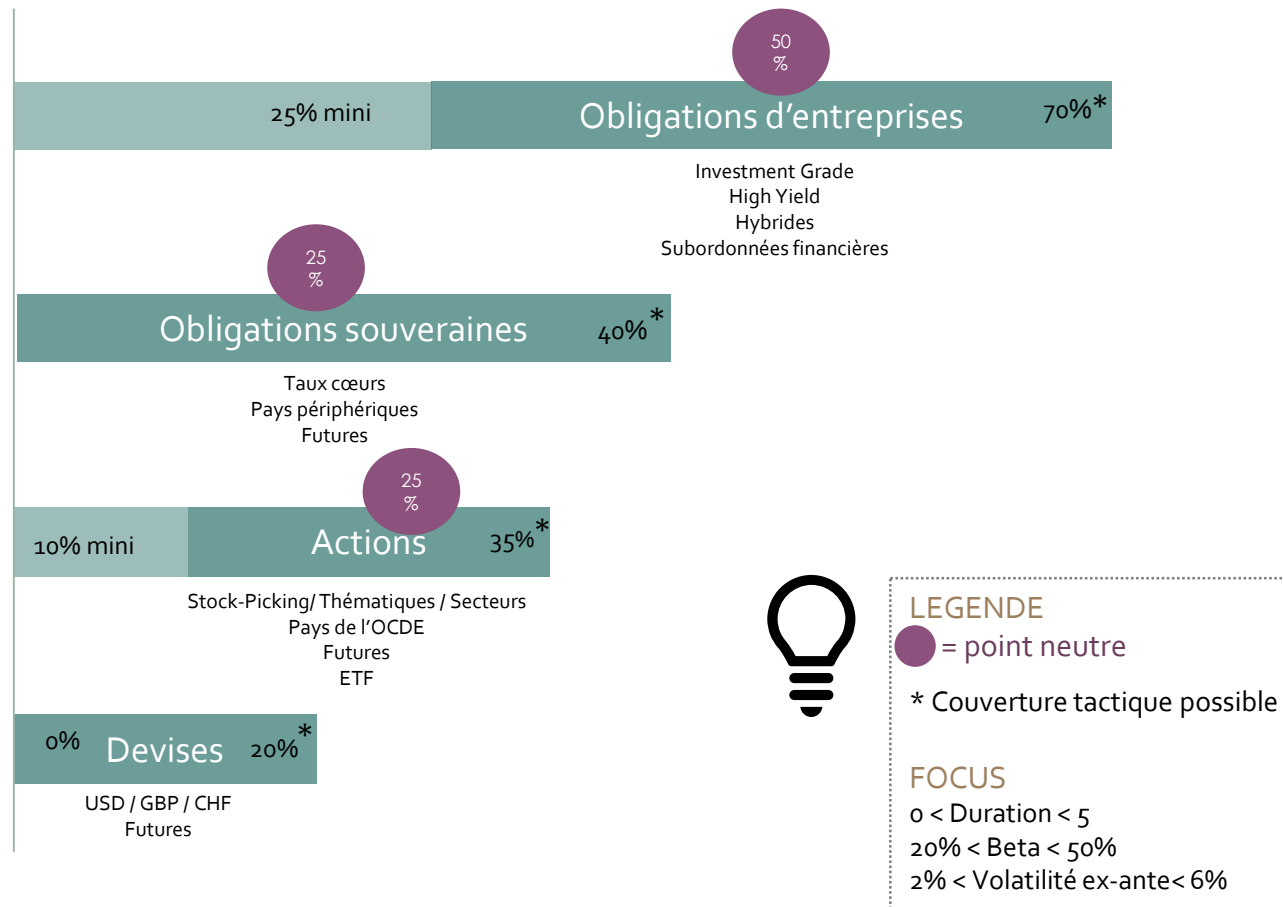 50
%
25% mini
Obligations d'entreprises
70%*
Investment Grade
High Yield
Hybrides
Subordonnées financières
25
%
Obligations souveraines
40%*
Taux cœurs
Pays périphériques
Futures
25
%
10% mini
Actions
35%*
Stock-Picking/ Thématiques / Secteurs
Pays de l'OCDE
Futures
ETF
0%
Devises
20%*
USD / GBP / CHF
Futures
LEGENDE
= point neutre
* Couverture tactique possible
FOCUS
0 < Duration < 5
20% < Beta < 50%
2% < Volatilité ex-ante< 6%